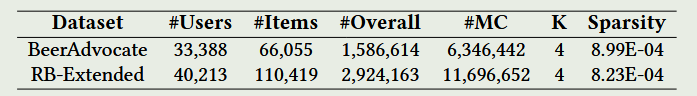 Dataset #Users #Items #Overall #MC K Sparsity
BeerAdvocate 33,388 66,055 1,586,614 6,346,442 4 8.99E-04
RB-Extended 40,213 110,419 2,924,163 11,696,652 4 8.23E-04